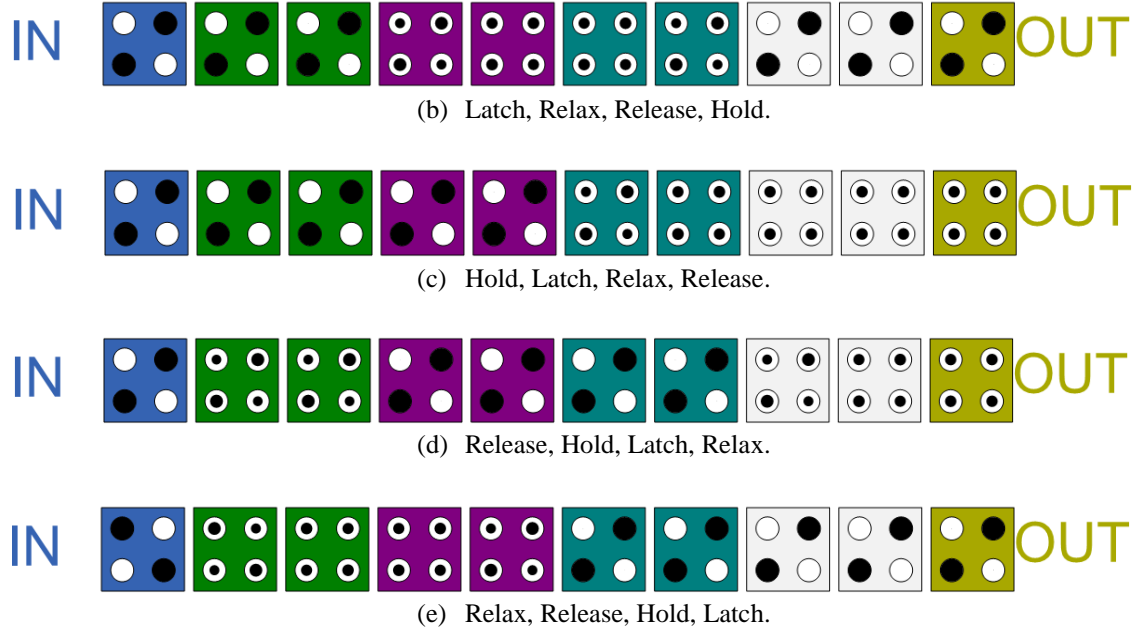 IN OUT
(b) Latch, Relax, Release, Hold.
IN OUT
(c) Hold, Latch, Relax, Release.
IN OUT
(d) Release, Hold, Latch, Relax.
IN OUT
(e) Relax, Release, Hold, Latch.